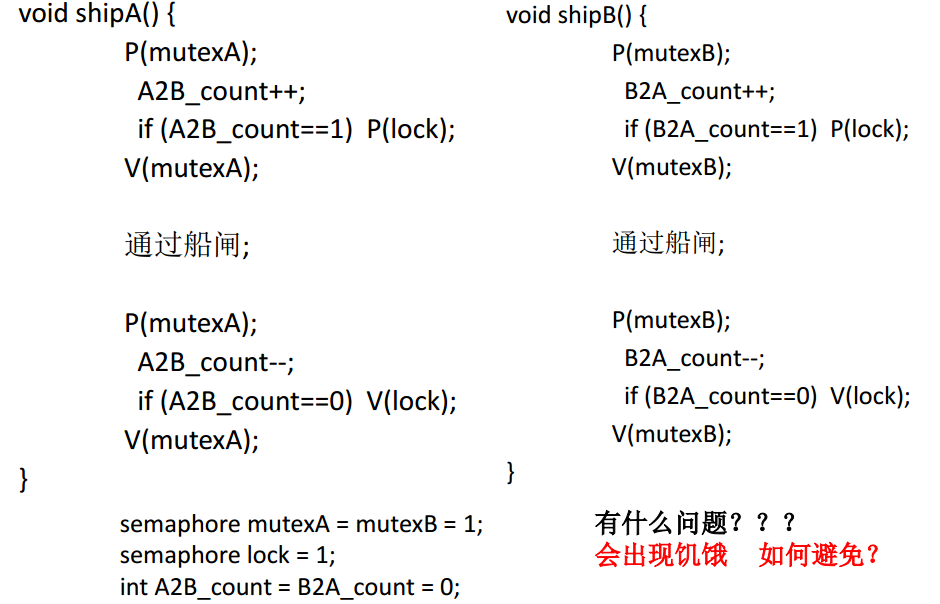 void shipA() {
P(mutexA);
A2B_count++;
if (A2B_count==1) P(lock);
V(mutexA);
通过船闸;
P(mutexA);
A2B_count--;
if (A2B_count==0) V(lock);
V(mutexA);
}
semaphore mutexA = mutexB = 1;
semaphore lock = 1;
int A2B_count = B2A_count = 0;
void shipB() {
P(mutexB);
B2A_count++;
if (B2A_count==1) P(lock);
V(mutexB);
通过船闸;
P(mutexB);
B2A_count--;
if (B2A_count==0) V(lock);
V(mutexB);
}
有什么问题？？？
会出现饥饿 如何避免？